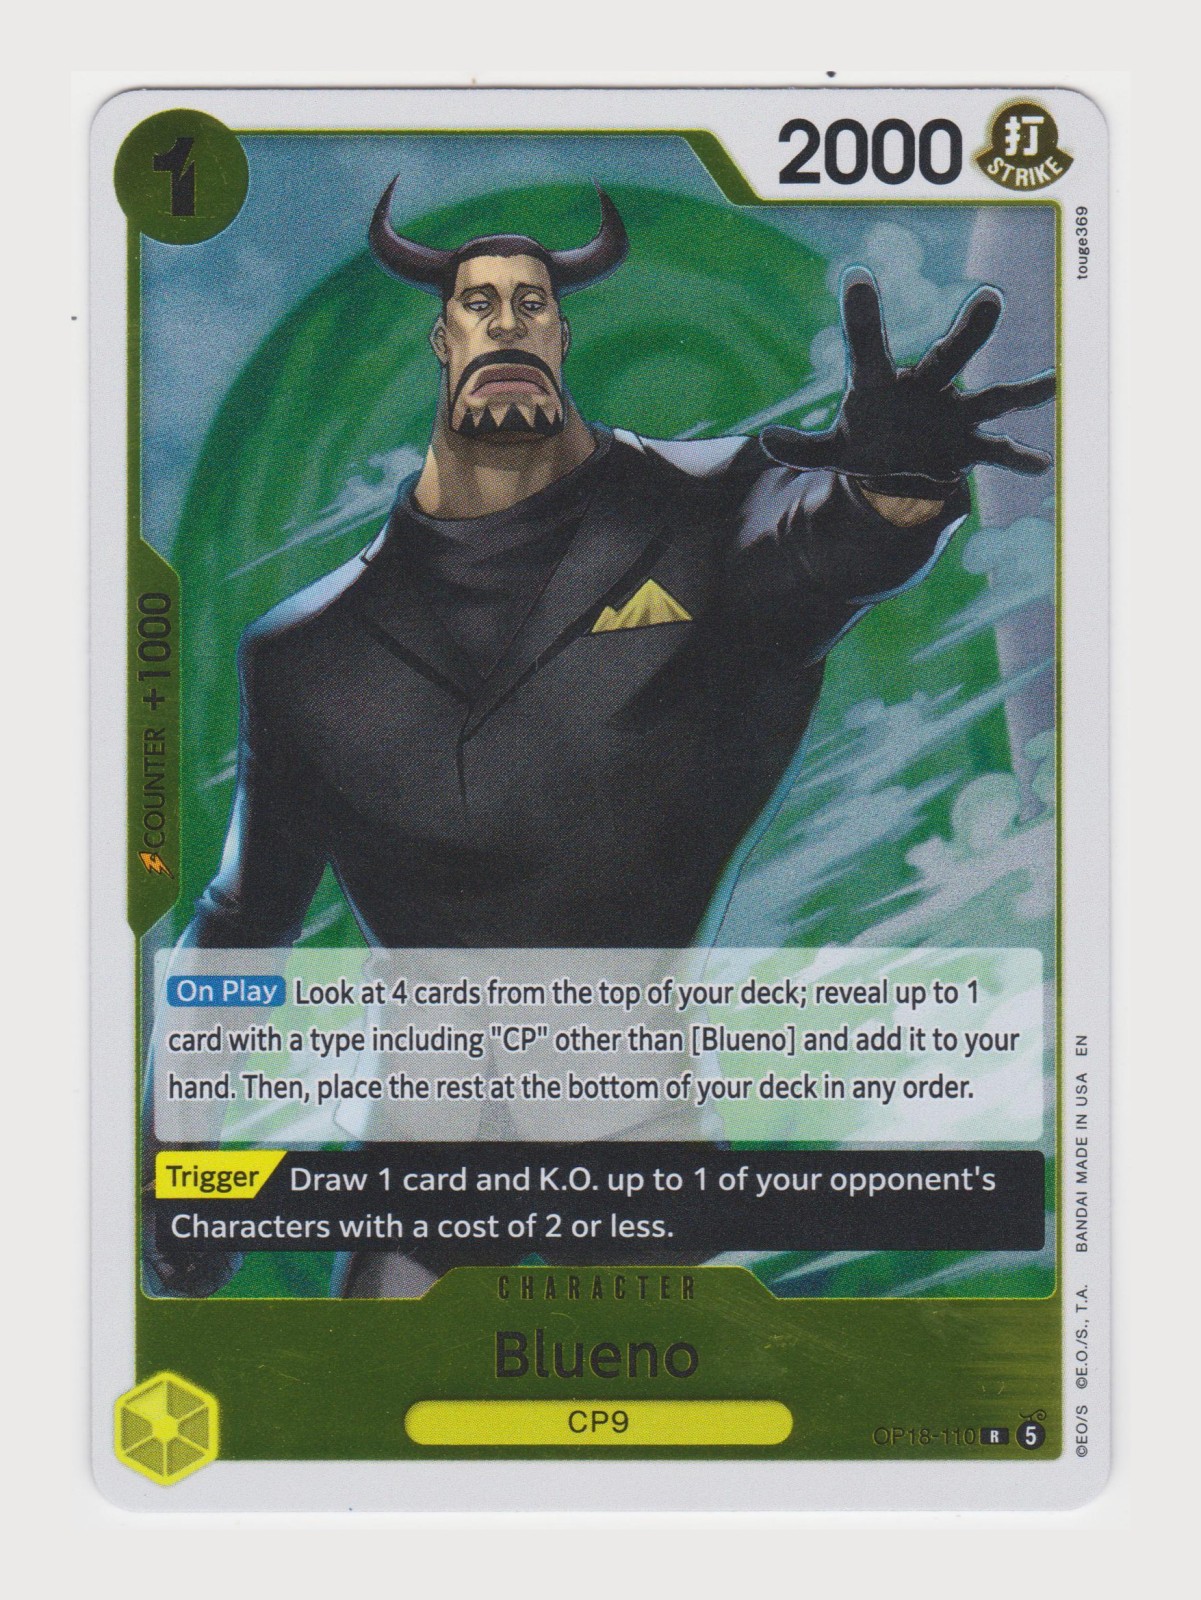 1
2000
打
STRIKE
touge369
COUNTER +1000
On Play Look at 4 cards from the top of your deck; reveal up to 1
card with a type including "CP" other than [Blueno] and add it to your
hand. Then, place the rest at the bottom of your deck in any order.
Trigger Draw 1 card and K.O. up to 1 of your opponent's
Characters with a cost of 2 or less.
CHARACTER
Blueno
CP9
OP18-110 R 5
©EO/S ©E.O./S., T.A. BANDAI MADE IN USA EN